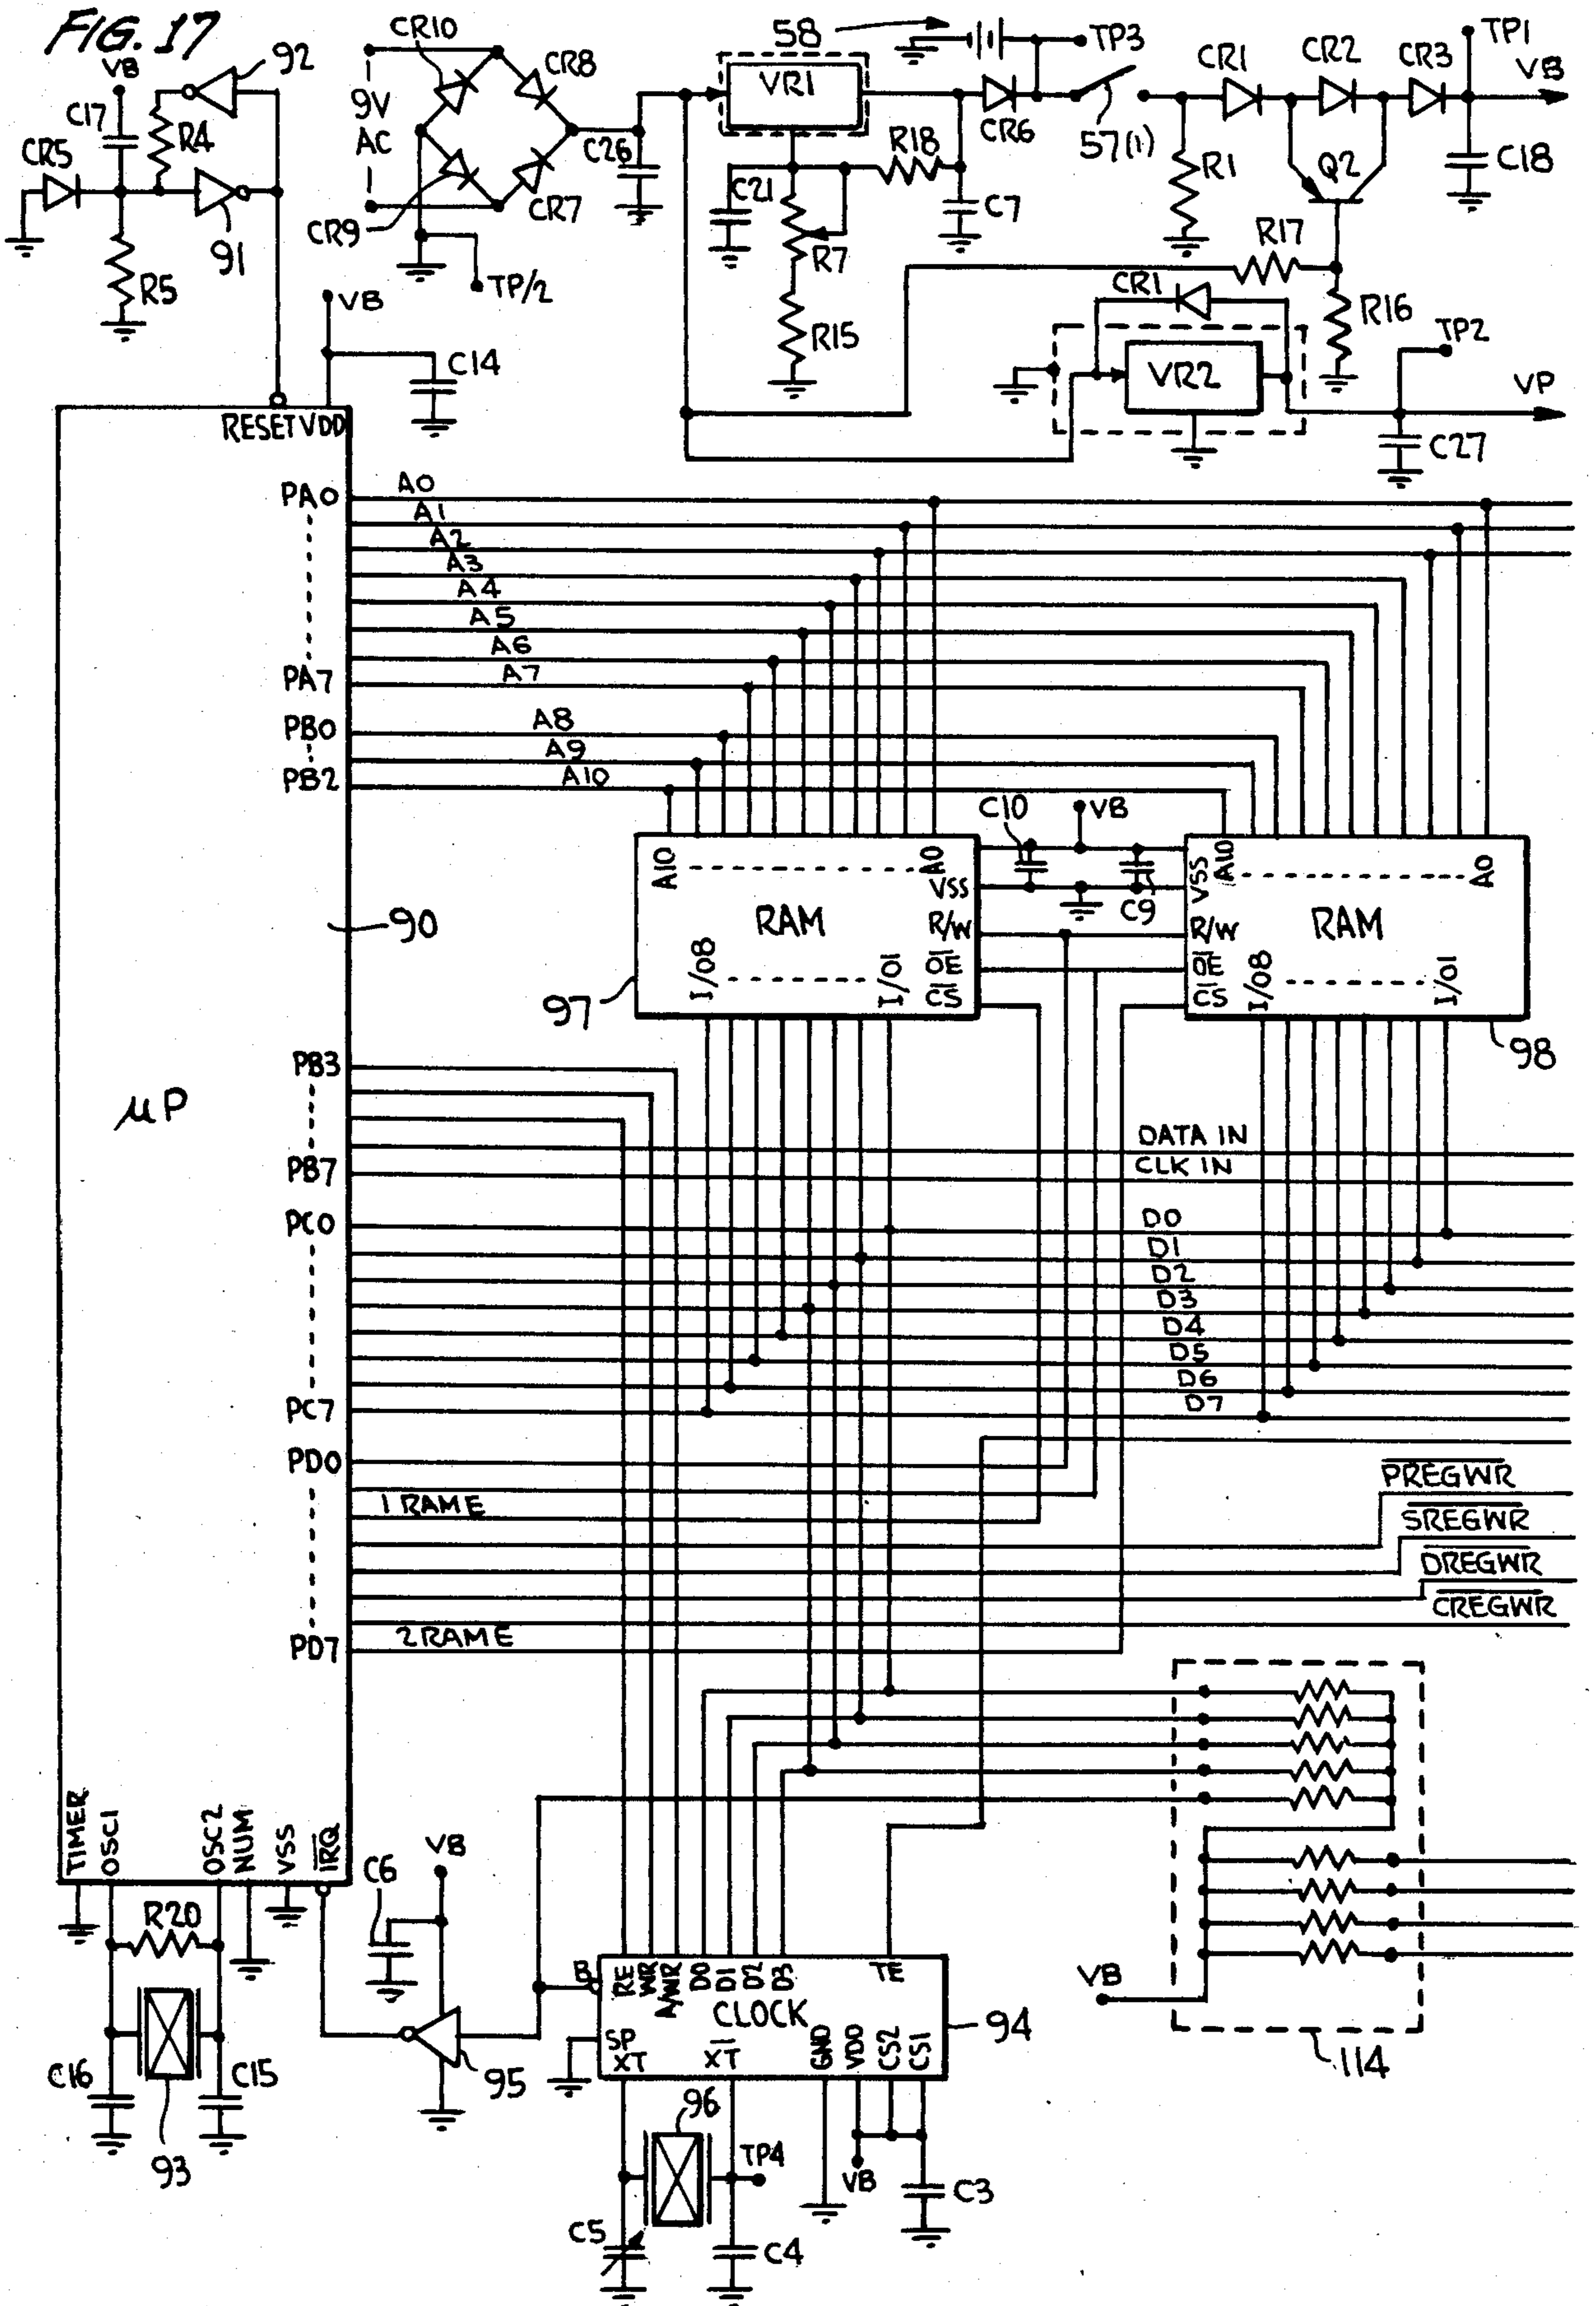 FIG. 17
VB
92
C17
R4
CR5
91
R5
CR10
CR8
9V
AC
CR9
CR7
C26
TP/2
58
VR1
TP3
CR6
57(1)
R18
C21
C7
R7
R15
CR1
CR2
CR3
TP1
VB
R1
Q2
C18
R17
R16
CR1
VR2
TP2
VP
C27
VB
C14
RESET VDD
PA0
A0
A1
A2
A3
A4
A5
A6
PA7
A7
PB0
A8
A9
PB2
A10
C10
VB
A10
A0
VSS
C9
RAM
R/W
OE
CS
I/08
I/01
97
VSS
A10
A0
RAM
R/W
OE
CS
I/08
I/01
98
90
µP
PB3
DATA IN
PB7
CLK IN
PC0
D0
D1
D2
D3
D4
D5
D6
PC7
D7
PD0
PREGWR
1 RAME
SREGWR
DREGWR
CREGWR
PD7
2 RAME
TIMER
OSC1
OSC2
NUM
VSS
IRQ
R20
C16
C15
93
C6
VB
95
B
RE
WR
A/WR
D0
D1
D2
D3
TE
CLOCK
94
SP
XT
XT
GND
VDD
CS2
CS1
96
TP4
VB
C3
C5
C4
VB
114